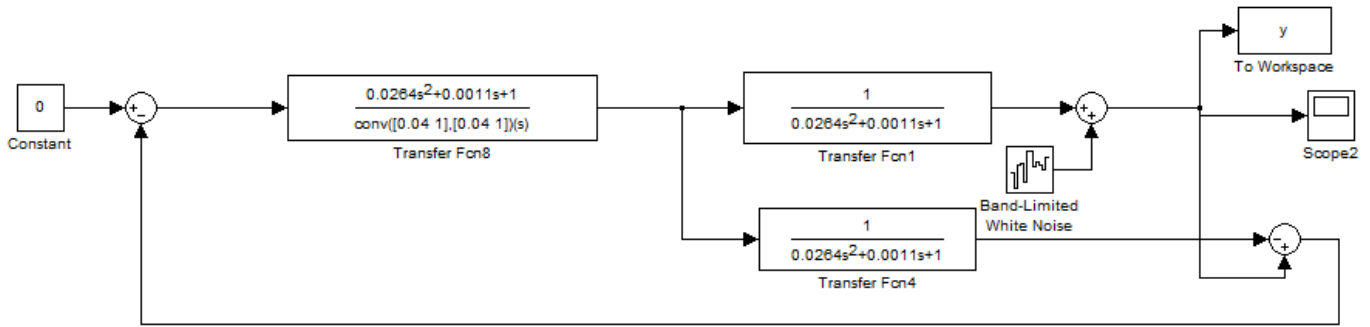 y
To Workspace
0
Constant
+
−
0.0264s²+0.0011s+1
conv([0.04 1],[0.04 1])(s)
Transfer Fcn8
1
0.0264s²+0.0011s+1
Transfer Fcn1
+
+
Scope2
Band-Limited
White Noise
1
0.0264s²+0.0011s+1
Transfer Fcn4
−
+